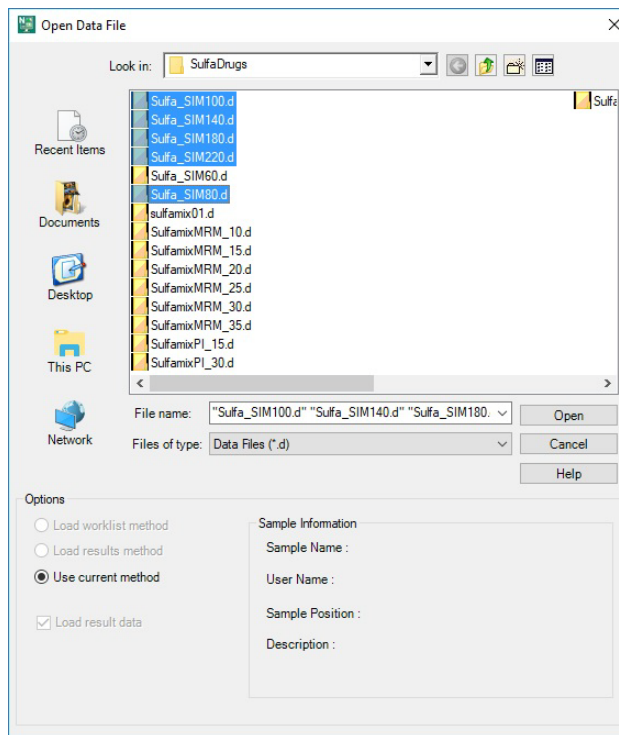 Open Data File
Look in: SulfaDrugs
Recent Items
Documents
Desktop
This PC
Network
Sulfa_SIM100.d
Sulfa_SIM140.d
Sulfa_SIM180.d
Sulfa_SIM220.d
Sulfa_SIM60.d
Sulfa_SIM80.d
sulfamix01.d
SulfamixMRM_10.d
SulfamixMRM_15.d
SulfamixMRM_20.d
SulfamixMRM_25.d
SulfamixMRM_30.d
SulfamixMRM_35.d
SulfamixPI_15.d
SulfamixPI_30.d
Sulfa
File name: "Sulfa_SIM100.d" "Sulfa_SIM140.d" "Sulfa_SIM180.
Open
Files of type: Data Files (*.d)
Cancel
Help
Options
Load worklist method
Load results method
Use current method
Load result data
Sample Information
Sample Name :
User Name :
Sample Position :
Description :